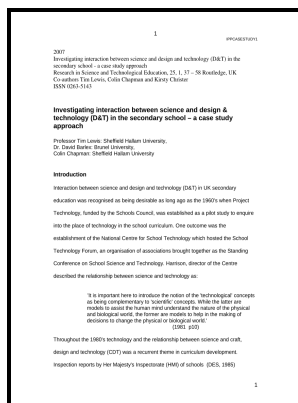 1
IPPCASESTUDY1
2007
Investigating interaction between science and design and technology (D&T) in the
secondary school - a case study approach
Research in Science and Technological Education, 25, 1, 37 – 58 Routledge, UK
Co-authors Tim Lewis, Colin Chapman and Kirsty Christer
ISSN 0263-5143
Investigating interaction between science and design &
technology (D&T) in the secondary school – a case study
approach
Professor Tim Lewis: Sheffield Hallam University,
Dr. David Barlex: Brunel University,
Colin Chapman: Sheffield Hallam University
Introduction
Interaction between science and design and technology (D&T) in UK secondary
education was recognised as being desirable as long ago as the 1960's when Project
Technology, funded by the Schools Council, was established as a pilot study to enquire
into the place of technology in the school curriculum. One outcome was the
establishment of the National Centre for School Technology which hosted the School
Technology Forum, an organisation of associations brought together as the Standing
Conference on School Science and Technology. Harrison, director of the Centre
described the relationship between science and technology as:
'It is important here to introduce the notion of the 'technological' concepts
as being complementary to 'scientific' concepts. While the latter are
models to assist the human mind understand the nature of the physical
and biological world, the former are models to help in the making of
decisions to change the physical or biological world.'
(1981 p10)
Throughout the 1980's technology and the relationship between science and craft,
design and technology (CDT) was a recurrent theme in curriculum development.
Inspection reports by Her Majesty's Inspectorate (HMI) of schools (DES, 1985)
1